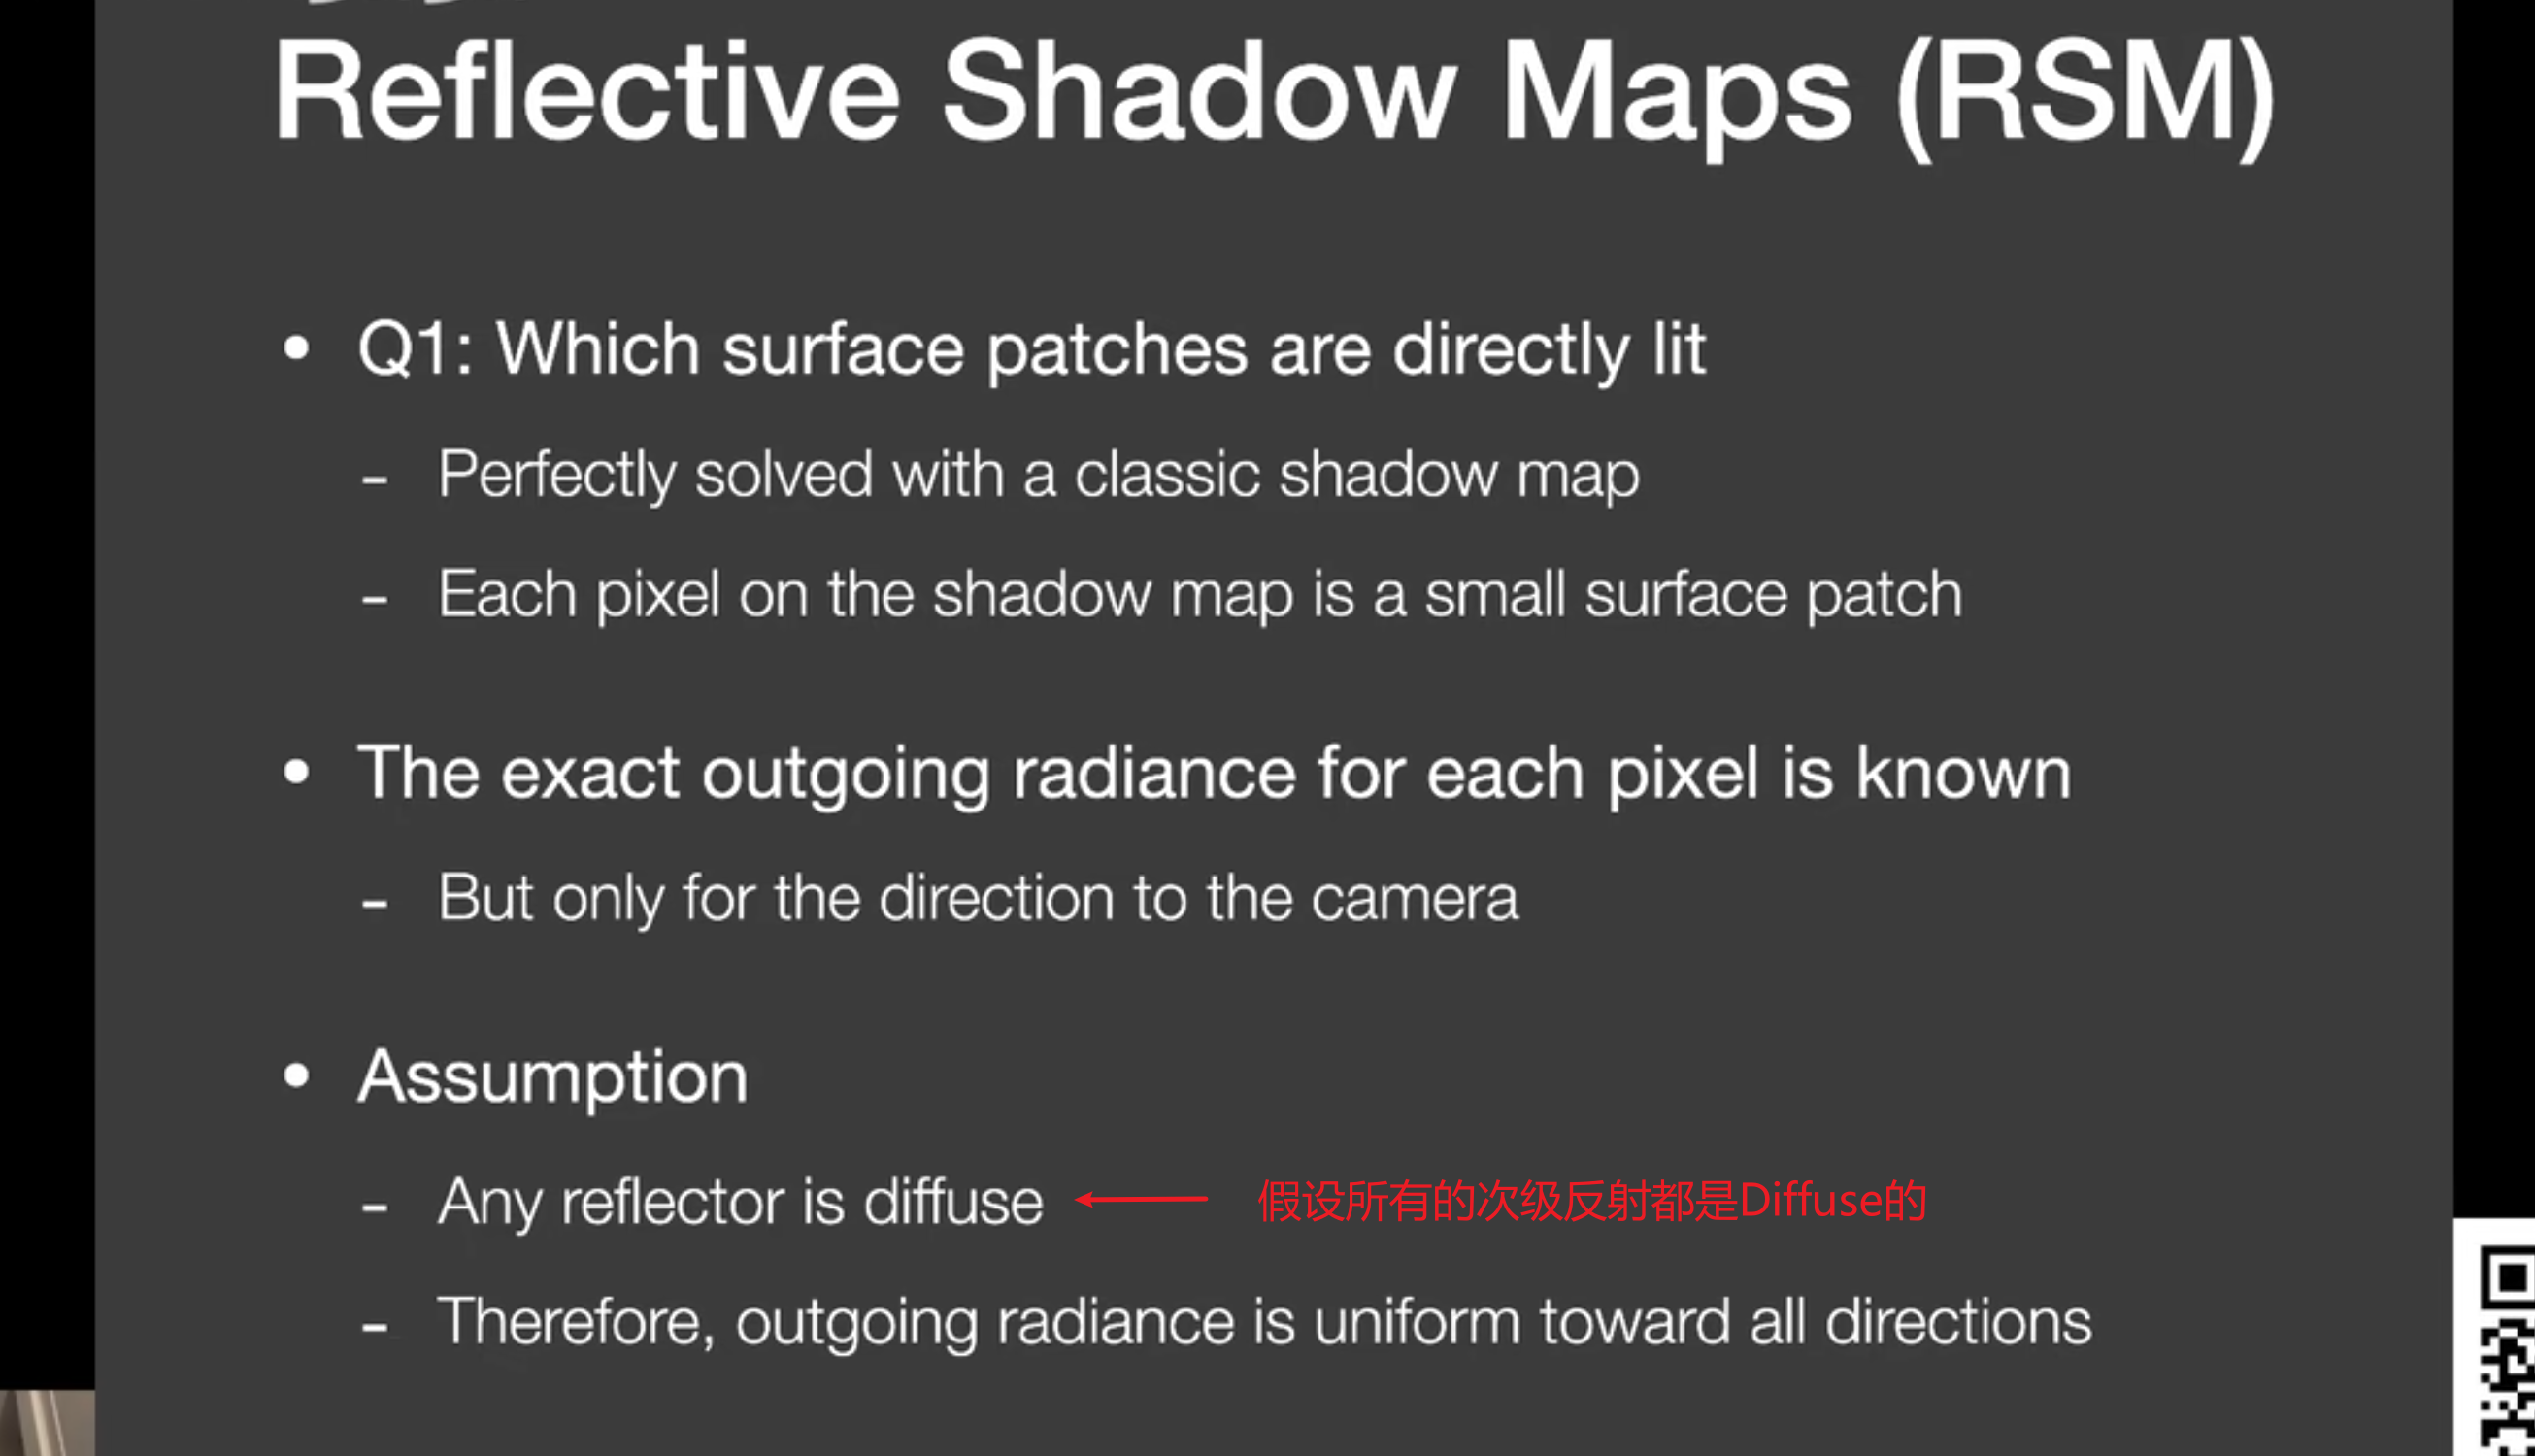 Reflective Shadow Maps (RSM)
• Q1: Which surface patches are directly lit
- Perfectly solved with a classic shadow map
- Each pixel on the shadow map is a small surface patch
• The exact outgoing radiance for each pixel is known
- But only for the direction to the camera
• Assumption
- Any reflector is diffuse 假设所有的次级反射都是Diffuse的
- Therefore, outgoing radiance is uniform toward all directions